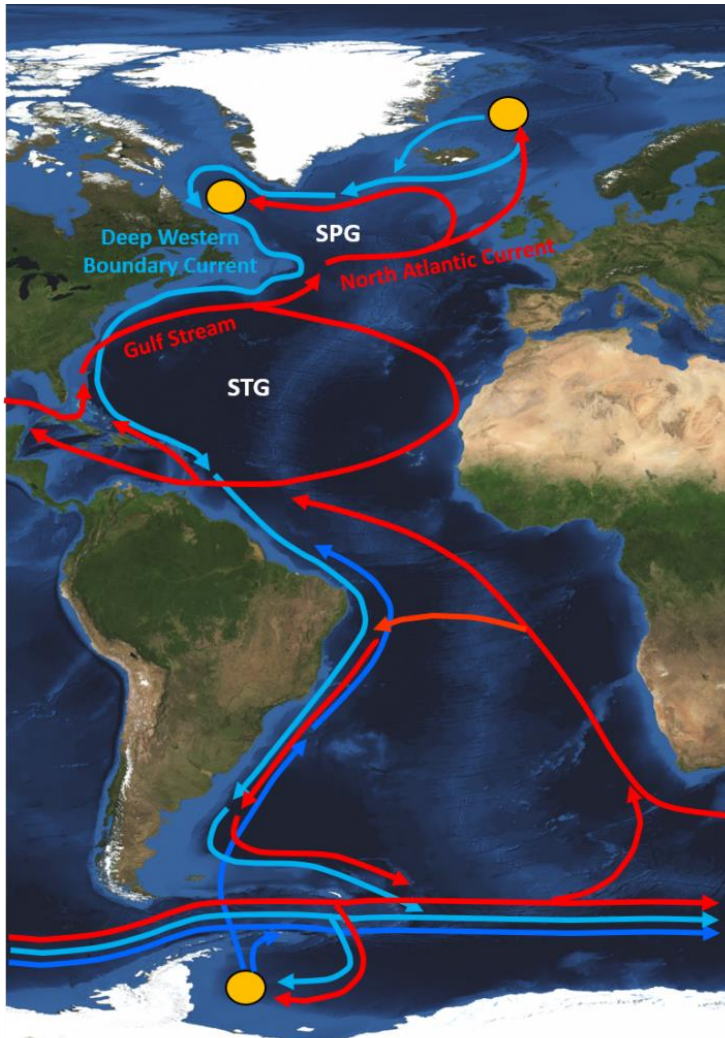 SPG
Deep Western
Boundary Current
North Atlantic Current
Gulf Stream
STG